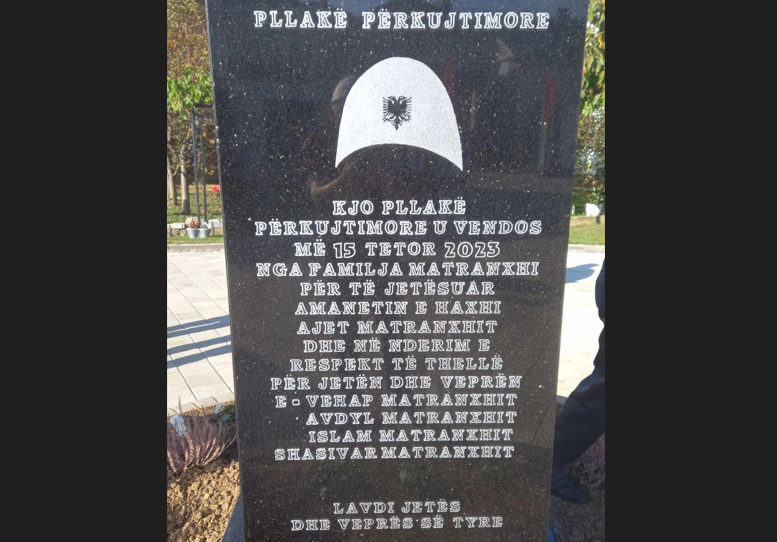 PLLAKË PËRKUJTIMORE
KJO PLLAKË
PËRKUJTIMORE U VENDOS
MË 15 TETOR 2023
NGA FAMILJA MATRANXHI
PËR TË JETËSUAR
AMANETIN E HAXHI
AJET MATRANXHIT
DHE NË NDERIM E
RESPEKT TË THELLË
PËR JETËN DHE VEPRËN
E - VEHAP MATRANXHIT
AVDYL MATRANXHIT
ISLAM MATRANXHIT
SHASIVAR MATRANXHIT
LAVDI JETËS
DHE VEPRËS SË TYRE